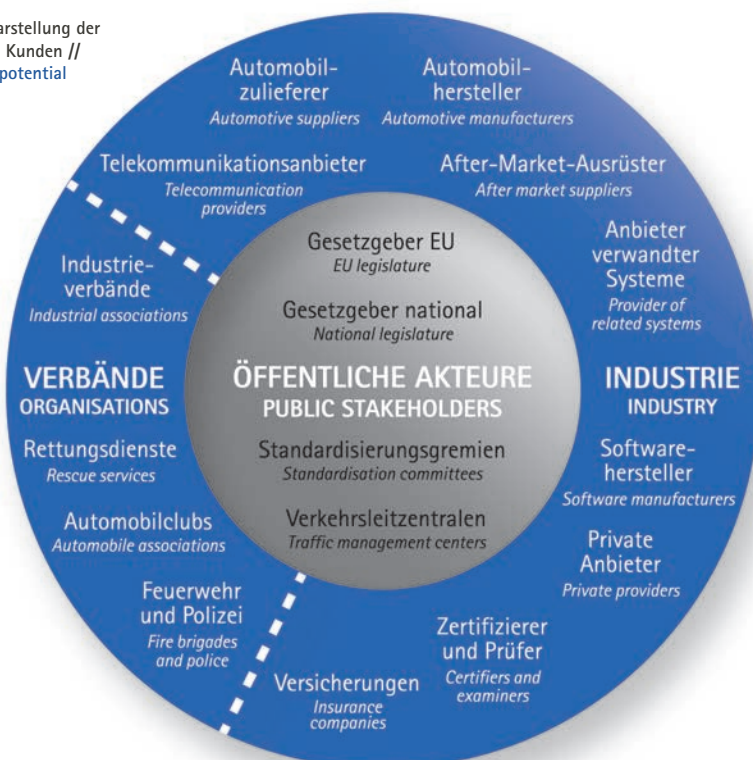 arstellung der
Kunden //
potential
Automobil-
zulieferer
Automotive suppliers
Automobil-
hersteller
Automotive manufacturers
Telekommunikationsanbieter
Telecommunication
providers
After-Market-Ausrüster
After market suppliers
Gesetzgeber EU
EU legislature
Anbieter
verwandter
Systeme
Provider of
related systems
Industrie-
verbände
Industrial associations
Gesetzgeber national
National legislature
VERBÄNDE
ORGANISATIONS
ÖFFENTLICHE AKTEURE
PUBLIC STAKEHOLDERS
INDUSTRIE
INDUSTRY
Rettungsdienste
Rescue services
Standardisierungsgremien
Standardisation committees
Software-
hersteller
Software manufacturers
Automobilclubs
Automobile associations
Verkehrsleitzentralen
Traffic management centers
Private
Anbieter
Private providers
Feuerwehr
und Polizei
Fire brigades
and police
Zertifizierer
und Prüfer
Certifiers and
examiners
Versicherungen
Insurance
companies